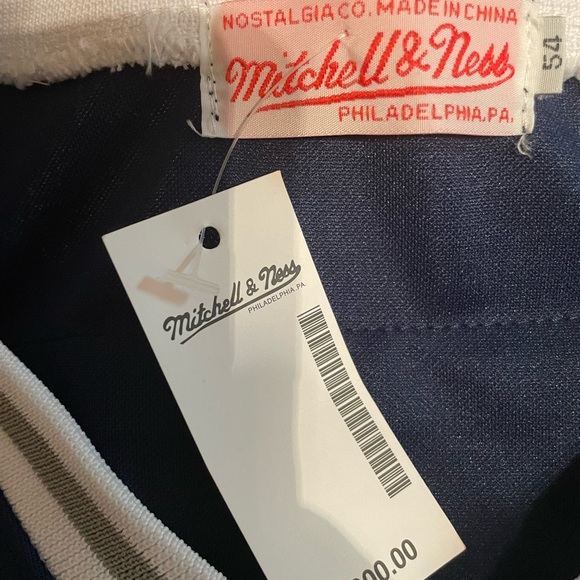 NOSTALGIA CO. MADE IN CHINA
Mitchell & Ness
PHILADELPHIA, PA.
54
Mitchell & Ness
PHILADELPHIA, PA.